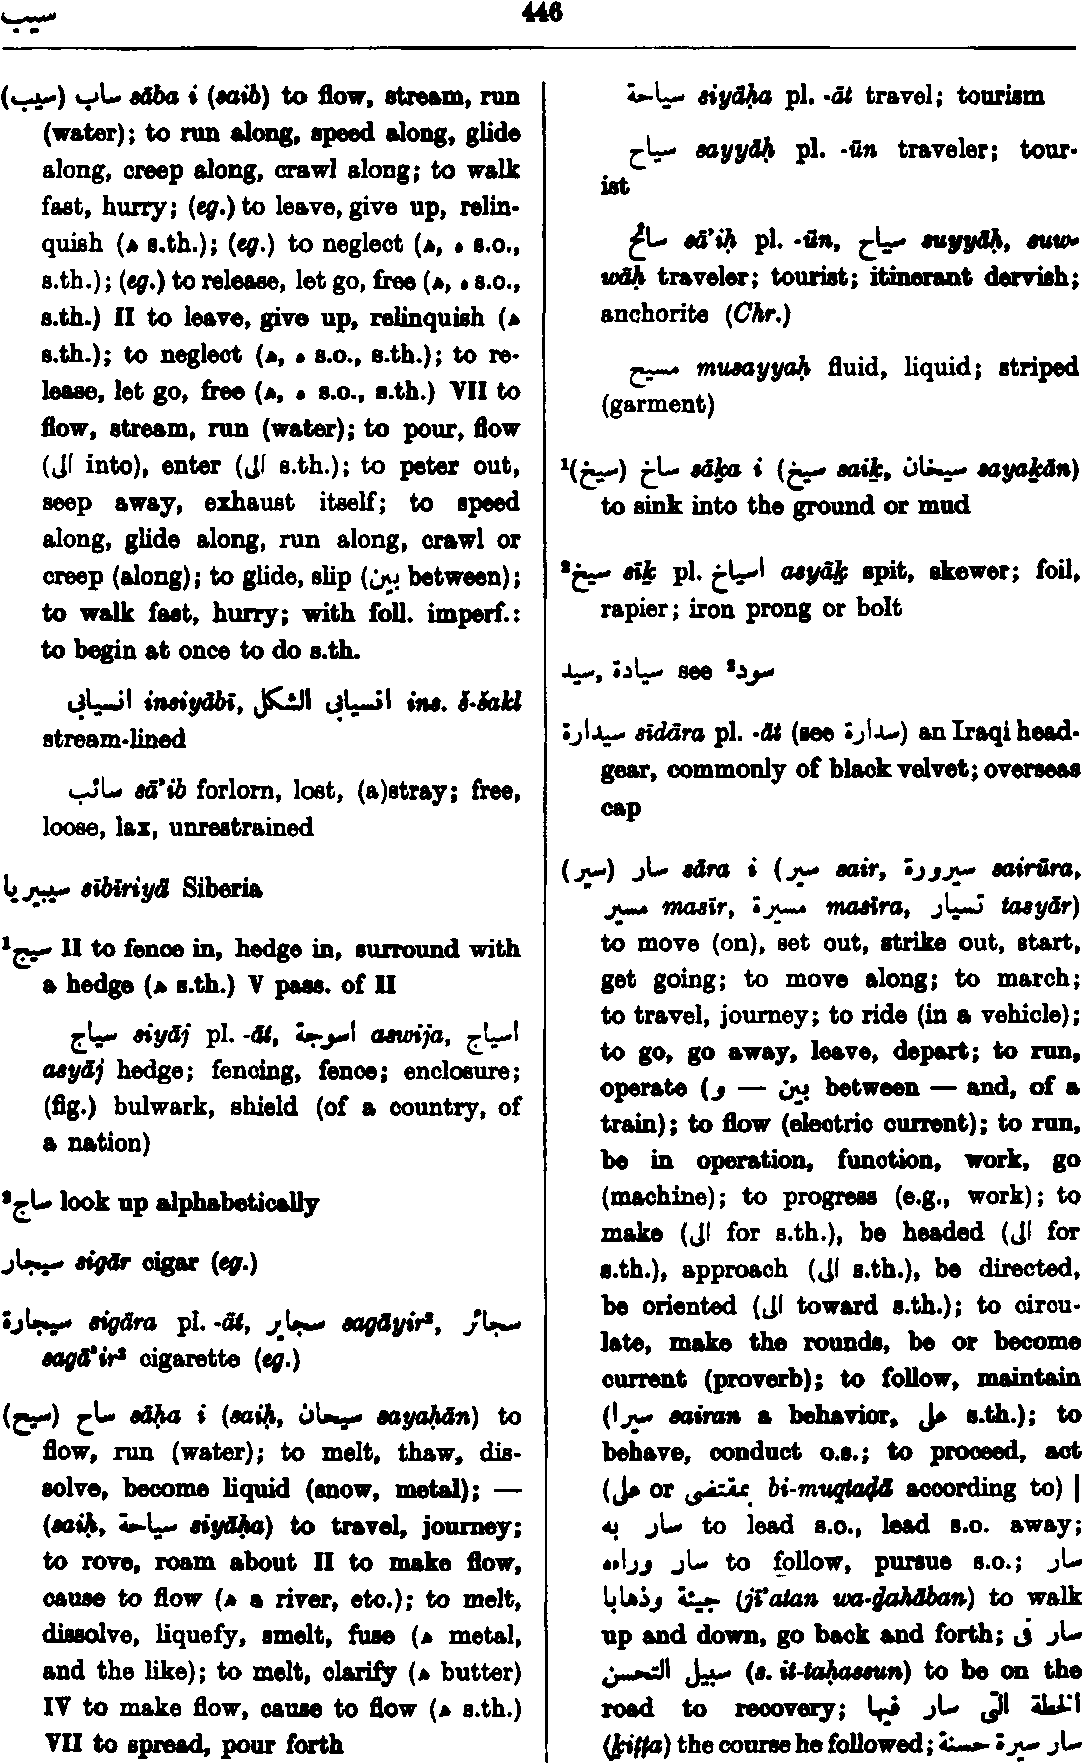 سيب
446
(سيب) ساب sāba i (saib) to flow, stream, run
(water); to run along, speed along, glide
along, creep along, crawl along; to walk
fast, hurry; (eg.) to leave, give up, relin-
quish (ﻫ s.th.); (eg.) to neglect (ﻫ, ه s.o.,
s.th.); (eg.) to release, let go, free (ﻫ, ه s.o.,
s.th.) II to leave, give up, relinquish (ﻫ
s.th.); to neglect (ﻫ, ه s.o., s.th.); to re-
lease, let go, free (ﻫ, ه s.o., s.th.) VII to
flow, stream, run (water); to pour, flow
(الى into), enter (الى s.th.); to peter out,
seep away, exhaust itself; to speed
along, glide along, run along, crawl or
creep (along); to glide, slip (بين between);
to walk fast, hurry; with foll. imperf.:
to begin at once to do s.th.
انسيابى insiyābī, انسيابى الشكل ins. š-šakl
stream-lined
سائب sā'ib forlorn, lost, (a)stray; free,
loose, lax, unrestrained
سيبيريا sībīriyā Siberia
¹سيج II to fence in, hedge in, surround with
a hedge (ﻫ s.th.) V pass. of II
سياج siyāj pl. -āt, اسوجة aswija, اسياج
asyāj hedge; fencing, fence; enclosure;
(fig.) bulwark, shield (of a country, of
a nation)
²ساج look up alphabetically
سيجار sigār cigar (eg.)
سيجارة sigāra pl. -āt, سجاير sagāyir², سجائر
sagā'ir² cigarette (eg.)
(سيح) ساح sāḥa i (saiḥ, سيحان sayaḥān) to
flow, run (water); to melt, thaw, dis-
solve, become liquid (snow, metal); —
(saiḥ, سياحة siyāḥa) to travel, journey;
to rove, roam about II to make flow,
cause to flow (ﻫ a river, etc.); to melt,
dissolve, liquefy, smelt, fuse (ﻫ metal,
and the like); to melt, clarify (ﻫ butter)
IV to make flow, cause to flow (ﻫ s.th.)
VII to spread, pour forth
سياحة siyāḥa pl. -āt travel; tourism
سياح sayyāḥ pl. -ūn traveler; tour-
ist
سائح sā'iḥ pl. -ūn, سياح suyyāḥ, suw-
wāḥ traveler; tourist; itinerant dervish;
anchorite (Chr.)
مسيح musayyaḥ fluid, liquid; striped
(garment)
¹(سيخ) ساخ sāḵa i (سيخ saiḵ, سيخان sayaḵān)
to sink into the ground or mud
²سيخ sīḵ pl. اسياخ asyāḵ spit, skewer; foil,
rapier; iron prong or bolt
سيد, سيادة see ²سود
سيدارة sīdāra pl. -āt (see سدارة) an Iraqi head-
gear, commonly of black velvet; overseas
cap
(سير) سار sāra i (سير sair, سيرورة sairūra,
مسير masīr, مسيرة masīra, تسيار tasyār)
to move (on), set out, strike out, start,
get going; to move along; to march;
to travel, journey; to ride (in a vehicle);
to go, go away, leave, depart; to run,
operate (بين — و between — and, of a
train); to flow (electric current); to run,
be in operation, function, work, go
(machine); to progress (e.g., work); to
make (الى for s.th.), be headed (الى for
s.th.), approach (الى s.th.), be directed,
be oriented (الى toward s.th.); to circu-
late, make the rounds, be or become
current (proverb); to follow, maintain
(سيرا sairan a behavior, على s.th.); to
behave, conduct o.s.; to proceed, act
(على or بمقتضى bi-muqtaḍā according to) |
سار به to lead s.o., lead s.o. away;
سار وراءه to follow, pursue s.o.; سار
جيئة وذهابا (jī'atan wa-ḏahāban) to walk
up and down, go back and forth; سار فى
سبيل التحسن (s. it-taḥassun) to be on the
road to recovery; الخطة التى سار فيها
(ḵiṭṭa) the course he followed; سار سيرة حسنة